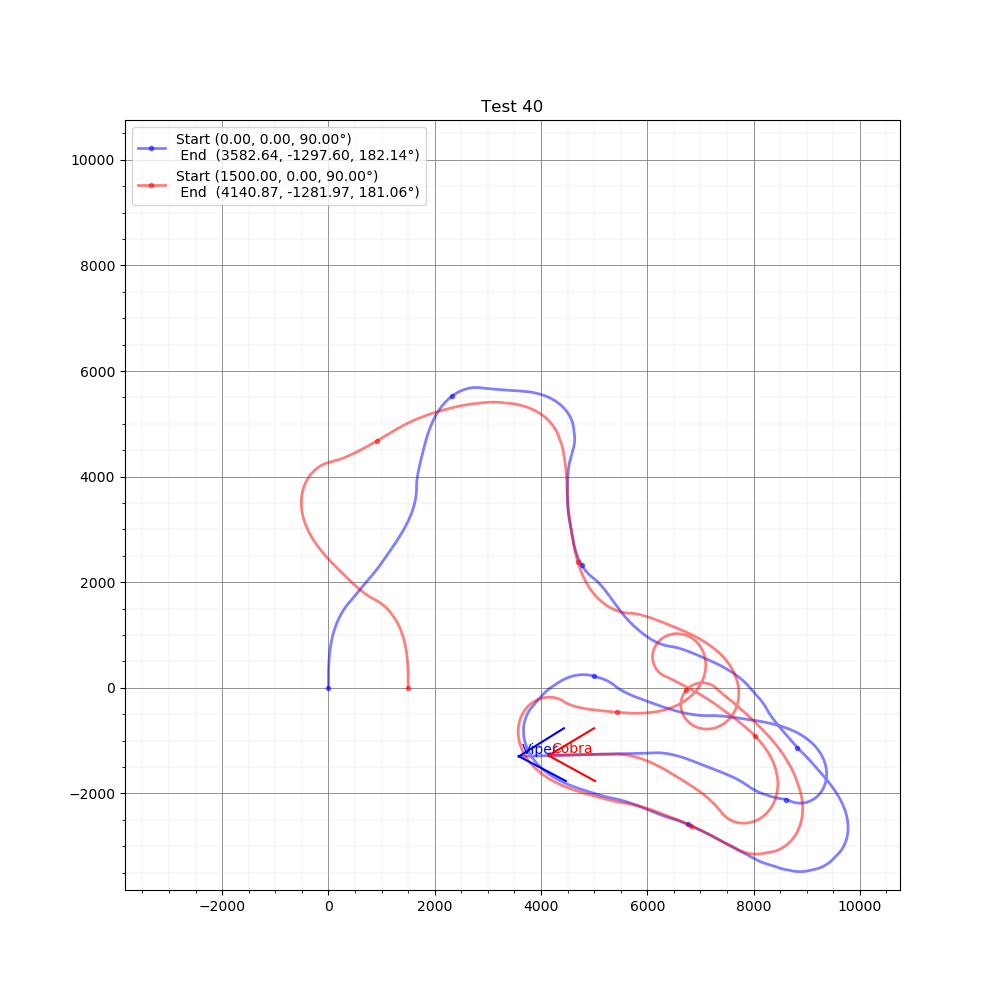 Test 40
Start (0.00, 0.00, 90.00°)
End (3582.64, -1297.60, 182.14°)
Start (1500.00, 0.00, 90.00°)
End (4140.87, -1281.97, 181.06°)
10000
8000
6000
4000
2000
0
−2000
Viper
Cobra
−2000
0
2000
4000
6000
8000
10000